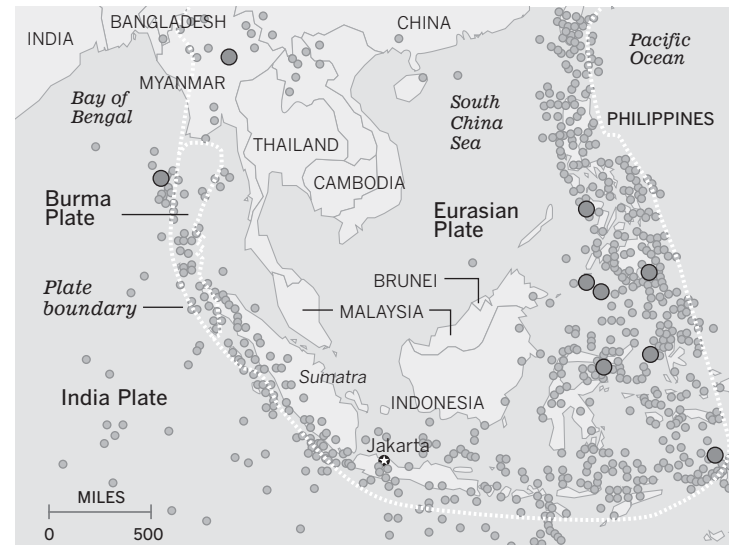 BANGLADESH
CHINA
INDIA
Pacific
Ocean
MYANMAR
Bay of
Bengal
South
China
Sea
PHILIPPINES
THAILAND
CAMBODIA
Burma
Plate
Eurasian
Plate
Plate
boundary
BRUNEI
MALAYSIA
Sumatra
India Plate
INDONESIA
Jakarta
MILES
0 500